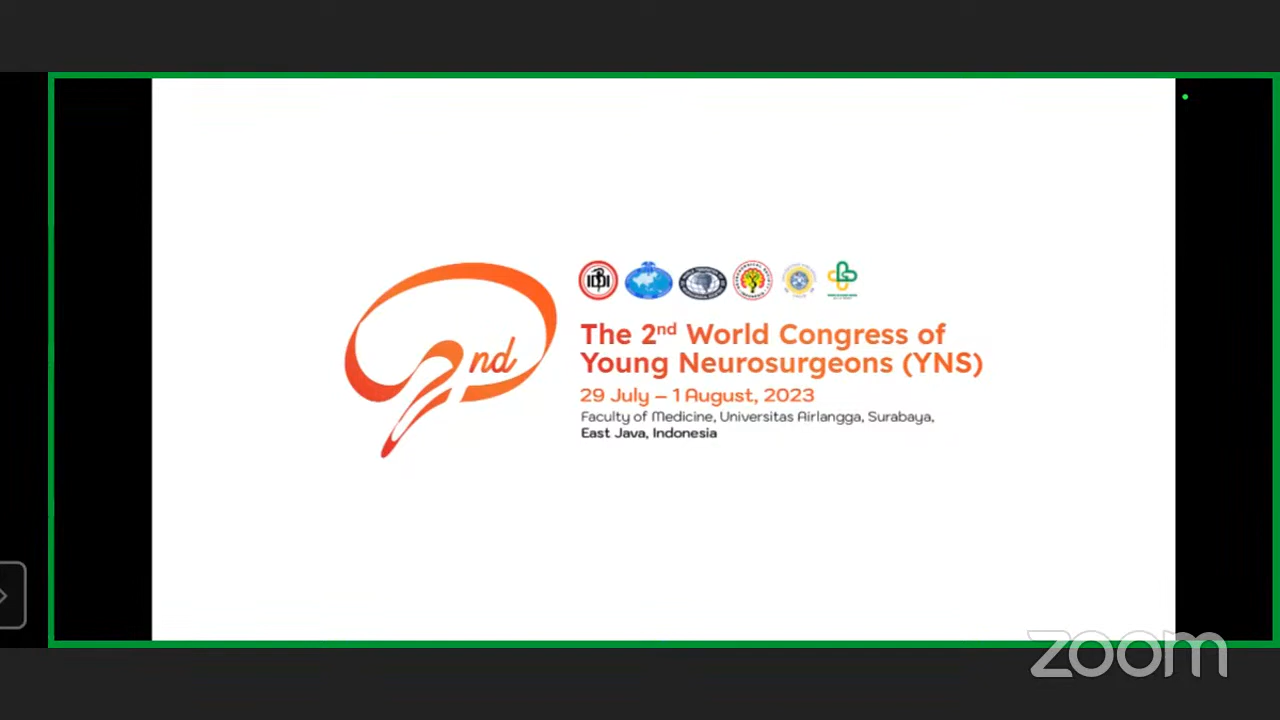 IDI
2nd
The 2nd World Congress of
Young Neurosurgeons (YNS)
29 July – 1 August, 2023
Faculty of Medicine, Universitas Airlangga, Surabaya,
East Java, Indonesia
zoom